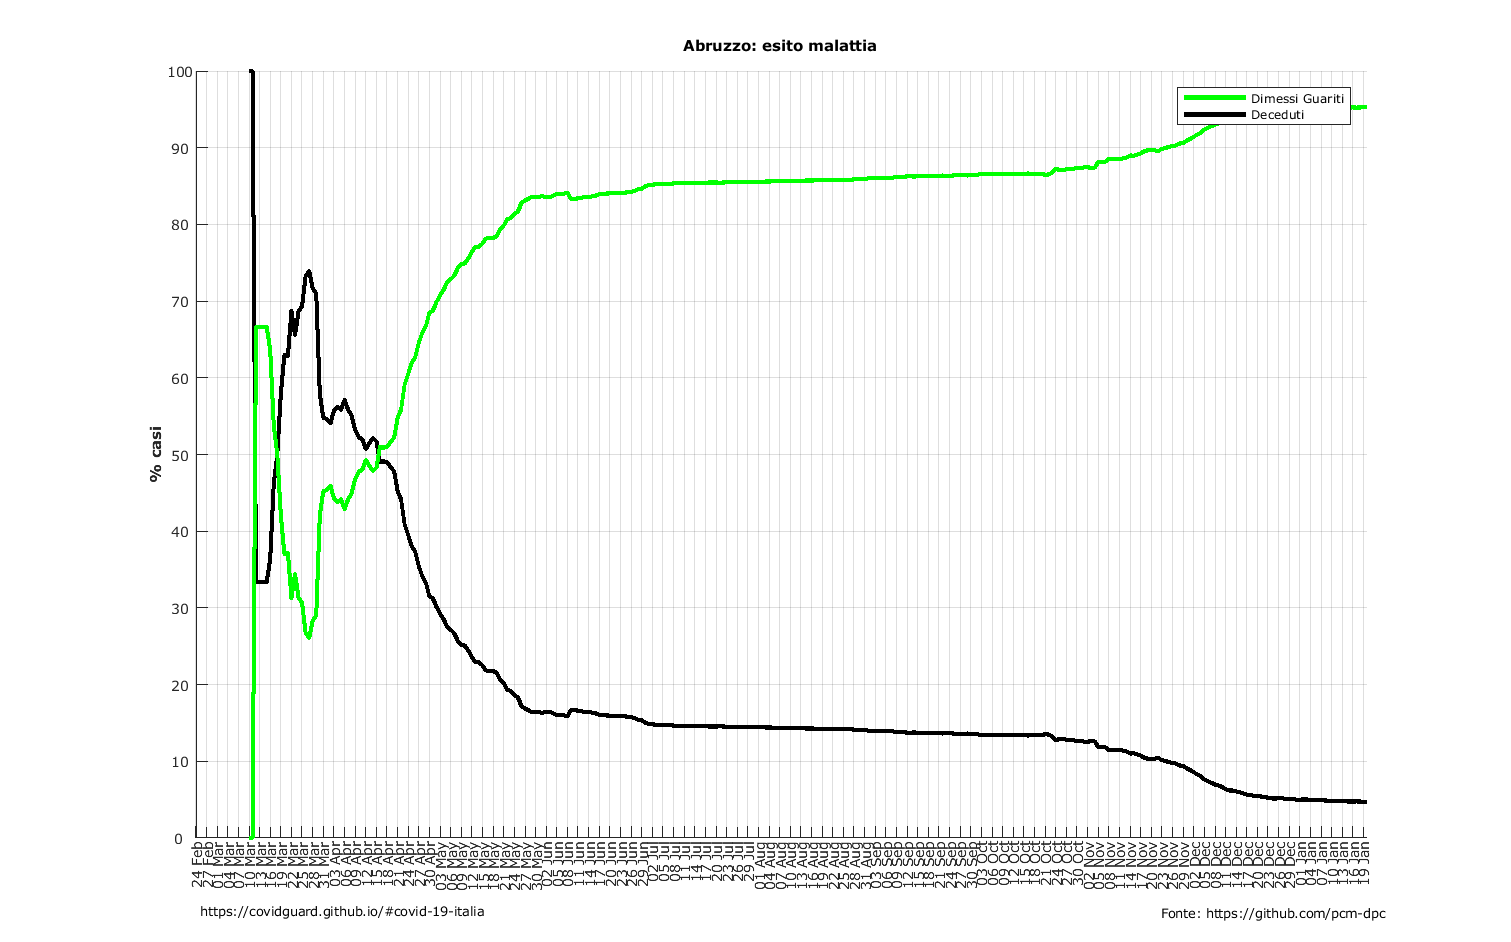 Abruzzo: esito malattia
Dimessi Guariti
Deceduti
% casi
100
90
80
70
60
50
40
30
20
10
0
24 Feb
27 Feb
01 Mar
04 Mar
07 Mar
10 Mar
13 Mar
16 Mar
19 Mar
22 Mar
25 Mar
28 Mar
31 Mar
03 Apr
06 Apr
09 Apr
12 Apr
15 Apr
18 Apr
21 Apr
24 Apr
27 Apr
30 Apr
03 May
06 May
09 May
12 May
15 May
18 May
21 May
24 May
27 May
30 May
02 Jun
05 Jun
08 Jun
11 Jun
14 Jun
17 Jun
20 Jun
23 Jun
26 Jun
29 Jun
02 Jul
05 Jul
08 Jul
11 Jul
14 Jul
17 Jul
20 Jul
23 Jul
26 Jul
29 Jul
01 Aug
04 Aug
07 Aug
10 Aug
13 Aug
16 Aug
19 Aug
22 Aug
25 Aug
28 Aug
31 Aug
03 Sep
06 Sep
09 Sep
12 Sep
15 Sep
18 Sep
21 Sep
24 Sep
27 Sep
30 Sep
03 Oct
06 Oct
09 Oct
12 Oct
15 Oct
18 Oct
21 Oct
24 Oct
27 Oct
30 Oct
02 Nov
05 Nov
08 Nov
11 Nov
14 Nov
17 Nov
20 Nov
23 Nov
26 Nov
29 Nov
02 Dec
05 Dec
08 Dec
11 Dec
14 Dec
17 Dec
20 Dec
23 Dec
26 Dec
29 Dec
01 Jan
04 Jan
07 Jan
10 Jan
13 Jan
16 Jan
19 Jan
https://covidguard.github.io/#covid-19-italia
Fonte: https://github.com/pcm-dpc